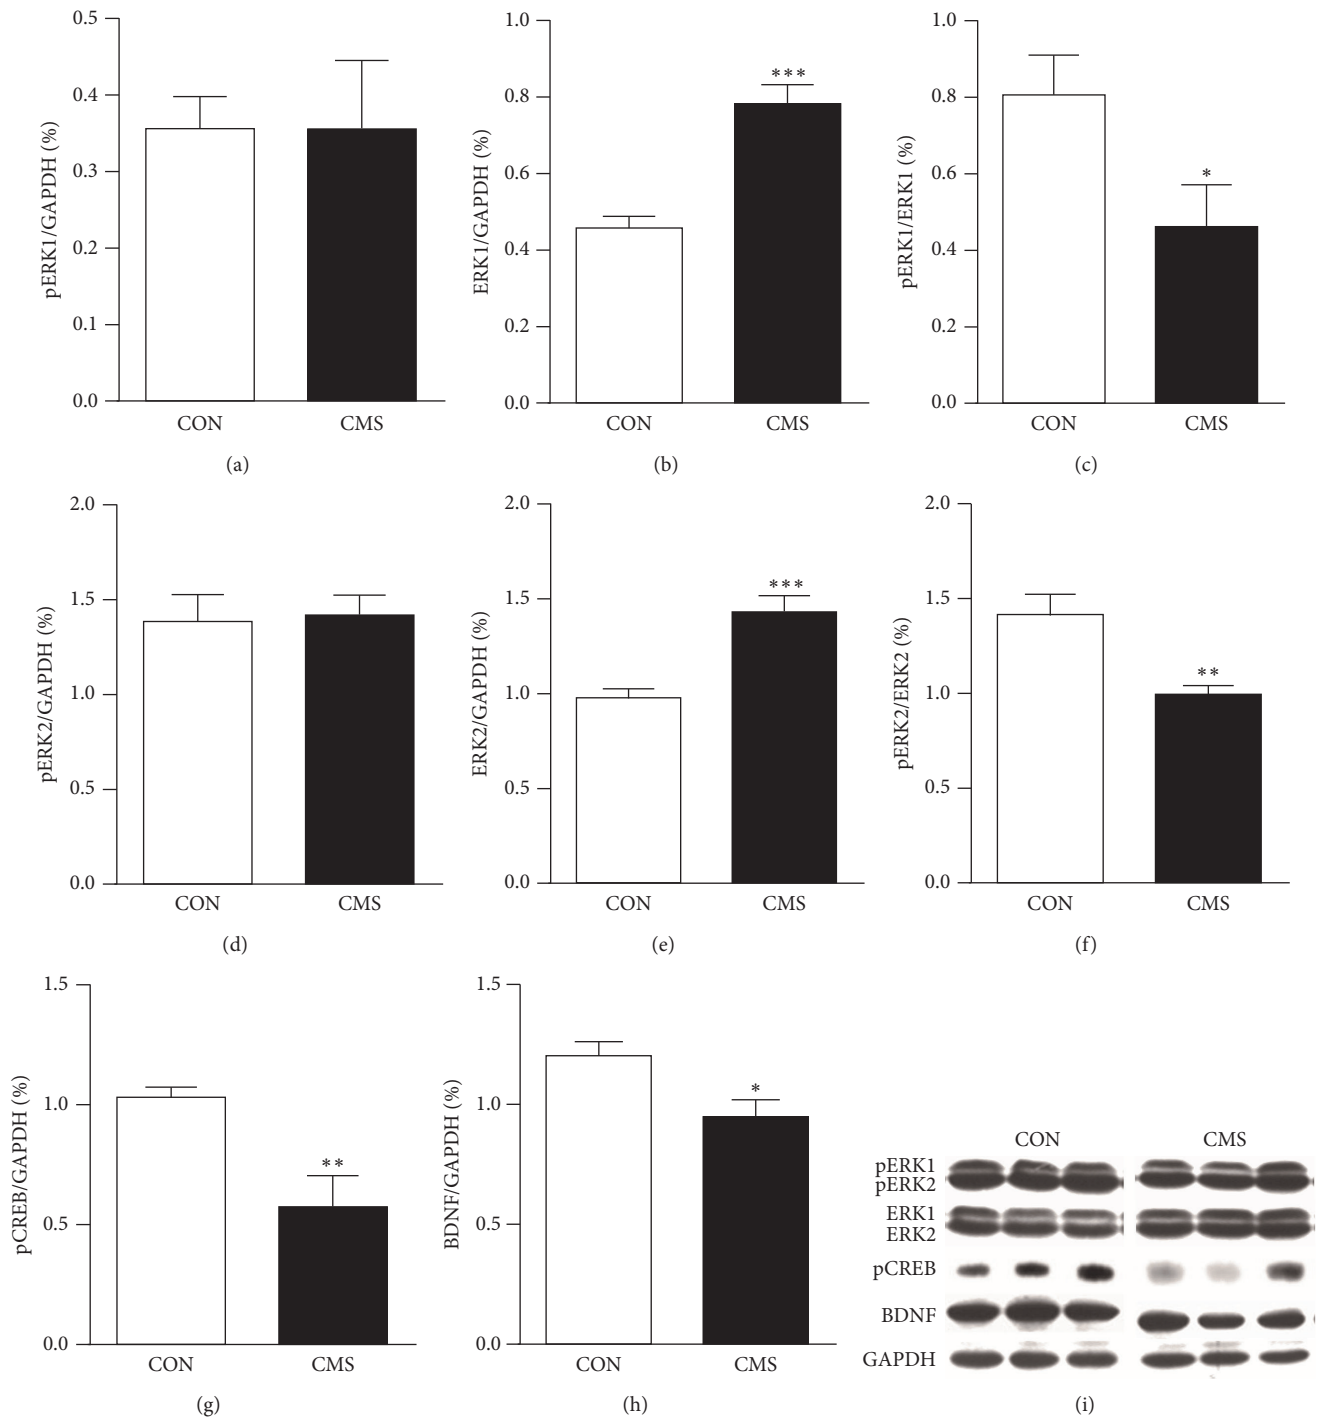 0.5
0.4
0.3
0.2
0.1
0.0
pERK1/GAPDH (%)
CON
CMS
(a)
1.0
0.8
0.6
0.4
0.2
0.0
ERK1/GAPDH (%)
***
CON
CMS
(b)
1.0
0.8
0.6
0.4
0.2
0.0
pERK1/ERK1 (%)
*
CON
CMS
(c)
2.0
1.5
1.0
0.5
0.0
pERK2/GAPDH (%)
CON
CMS
(d)
2.0
1.5
1.0
0.5
0.0
ERK2/GAPDH (%)
***
CON
CMS
(e)
2.0
1.5
1.0
0.5
0.0
pERK2/ERK2 (%)
**
CON
CMS
(f)
1.5
1.0
0.5
0.0
pCREB/GAPDH (%)
**
CON
CMS
(g)
1.5
1.0
0.5
0.0
BDNF/GAPDH (%)
*
CON
CMS
(h)
CON
CMS
pERK1
pERK2
ERK1
ERK2
pCREB
BDNF
GAPDH
(i)